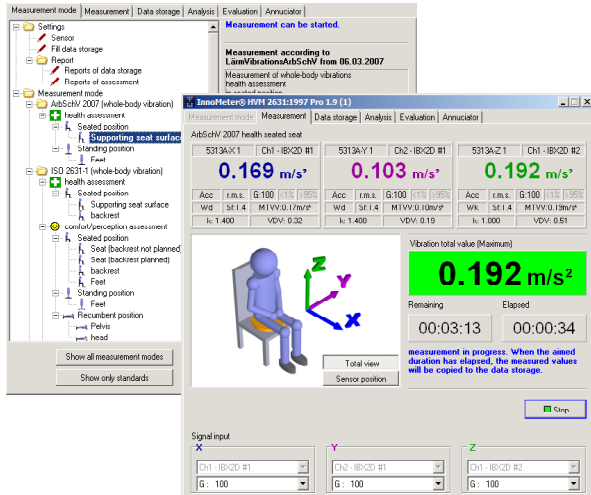 Measurement mode Measurement Data storage Analysis Evaluation Annuciator
Settings
Sensor
Fill data storage
Report
Reports of data storage
Reports of assessment
Measurement mode
ArbSchV 2007 (whole-body vibration)
health assessment
Seated position
Supporting seat surface
Standing position
Feet
ISO 2631-1 (whole-body vibration)
health assessment
Supporting seat surface
backrest
comfort/perception assessment
Seated position
Seat (backrest not planned)
Seat (backrest planned)
backrest
Feet
Standing position
Feet
Recumbent position
Pelvis
head
Show all measurement modes
Show only standards
Measurement can be started.
Measurement according to
LärmVibrationsArbSchV from 06.03.2007
Measurement of whole-body vibrations
health assessment
in seated position
InnoMeter® HVM 2631:1997 Pro 1.9 (1)
Measurement mode Measurement Data storage Analysis Evaluation Annuciator
ArbSchV 2007 health seated seat
5313A-X 1 Ch1 - IBX2D #1
0.169 m/s²
Acc r.m.s. G:100 <1% >95%
Wd Sf:1.4 MTVV:0.17m/s²
k: 1.400 VDV: 0.32
5313A-Y 1 Ch2 - IBX2D #1
0.103 m/s²
Acc r.m.s. G:100 <1% >95%
Wd Sf:1.4 MTVV:0.10m/s²
k: 1.400 VDV: 0.19
5313A-Z 1 Ch1 - IBX2D #2
0.192 m/s²
Acc r.m.s. G:100 <1% >95%
Wk Sf:1.4 MTVV:0.19m/s²
k: 1.000 VDV: 0.51
Z
Y
X
Total view
Sensor position
Vibration total value (Maximum)
0.192 m/s²
Remaining Elapsed
00:03:13 00:00:34
measurement in progress. When the aimed
duration has elapsed, the measured values
will be copied to the data storage.
Stop
Signal input
X
Ch1 - IBX2D #1
G : 100
Y
Ch2 - IBX2D #1
G : 100
Z
Ch1 - IBX2D #2
G : 100